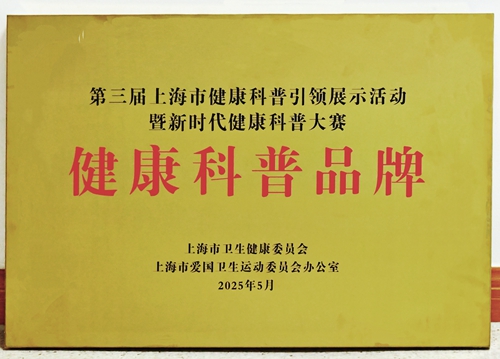 第三届上海市健康科普引领展示活动
暨新时代健康科普大赛
健康科普品牌
上海市卫生健康委员会
上海市爱国卫生运动委员会办公室
2025年5月